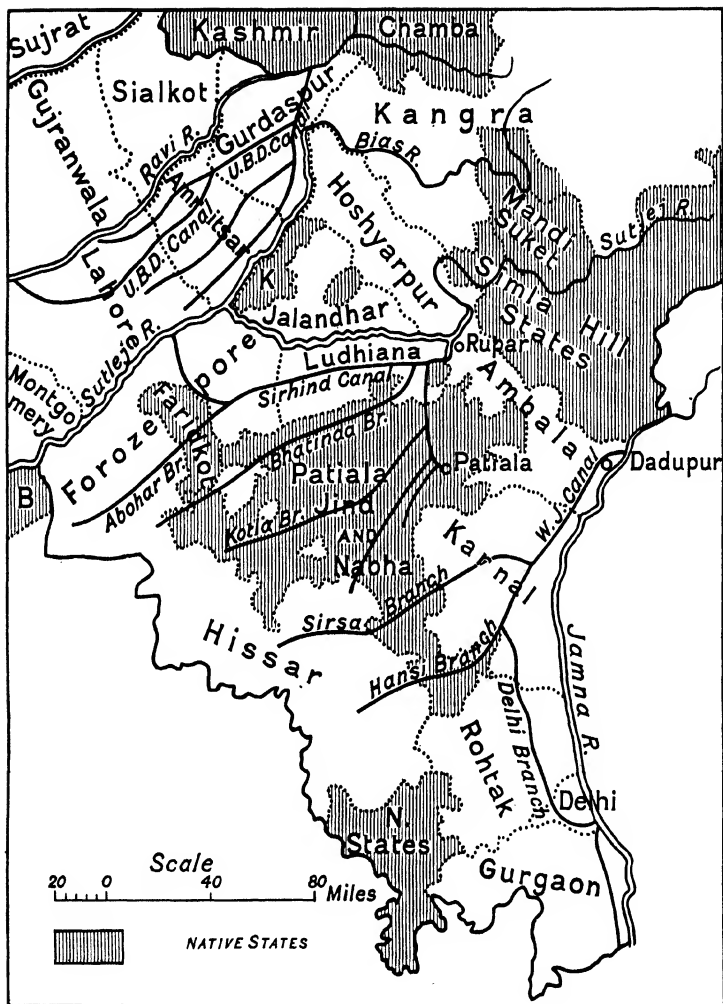 Sujrat
Kashmir
Chamba
Sialkot
Gujranwala
Gurdaspur
Kangra
Ravi R.
U.B.D. Canal
Bias R.
Amritsar
Hoshyarpur
Mandi
Suket
Sutlej R.
U.B.D. Canal
Lahore
K
Jalandhar
Simla Hill
States
Sutlej R.
Rupar
Ludhiana
Sirhind Canal
Montgo
mery
Ambala
Forozepore
Faridkot
Bhatinda Br.
Patiala
Patiala
Dadupur
B
Abohar Br.
W. J. Canal
Kotla Br.
Jind
AND
Nabha
Karnal
Sirsa Branch
Hissar
Hansi Branch
Jamna R.
Delhi Branch
Rohtak
Delhi
N.
States
Gurgaon
Scale
20 0 40 80
Miles
NATIVE STATES